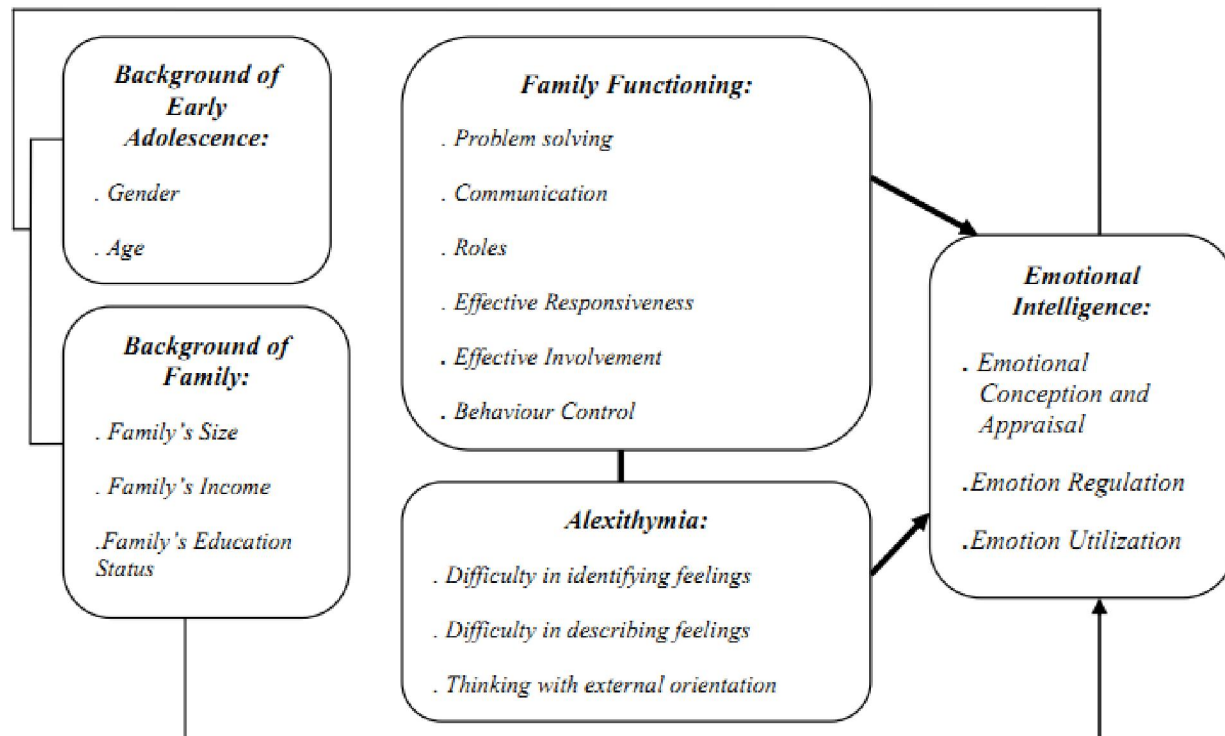 Background of
Early
Adolescence:
. Gender
. Age
Background of
Family:
. Family's Size
. Family's Income
.Family's Education
Status
Family Functioning:
. Problem solving
. Communication
. Roles
. Effective Responsiveness
. Effective Involvement
. Behaviour Control
Alexithymia:
. Difficulty in identifying feelings
. Difficulty in describing feelings
. Thinking with external orientation
Emotional
Intelligence:
. Emotional
Conception and
Appraisal
.Emotion Regulation
.Emotion Utilization